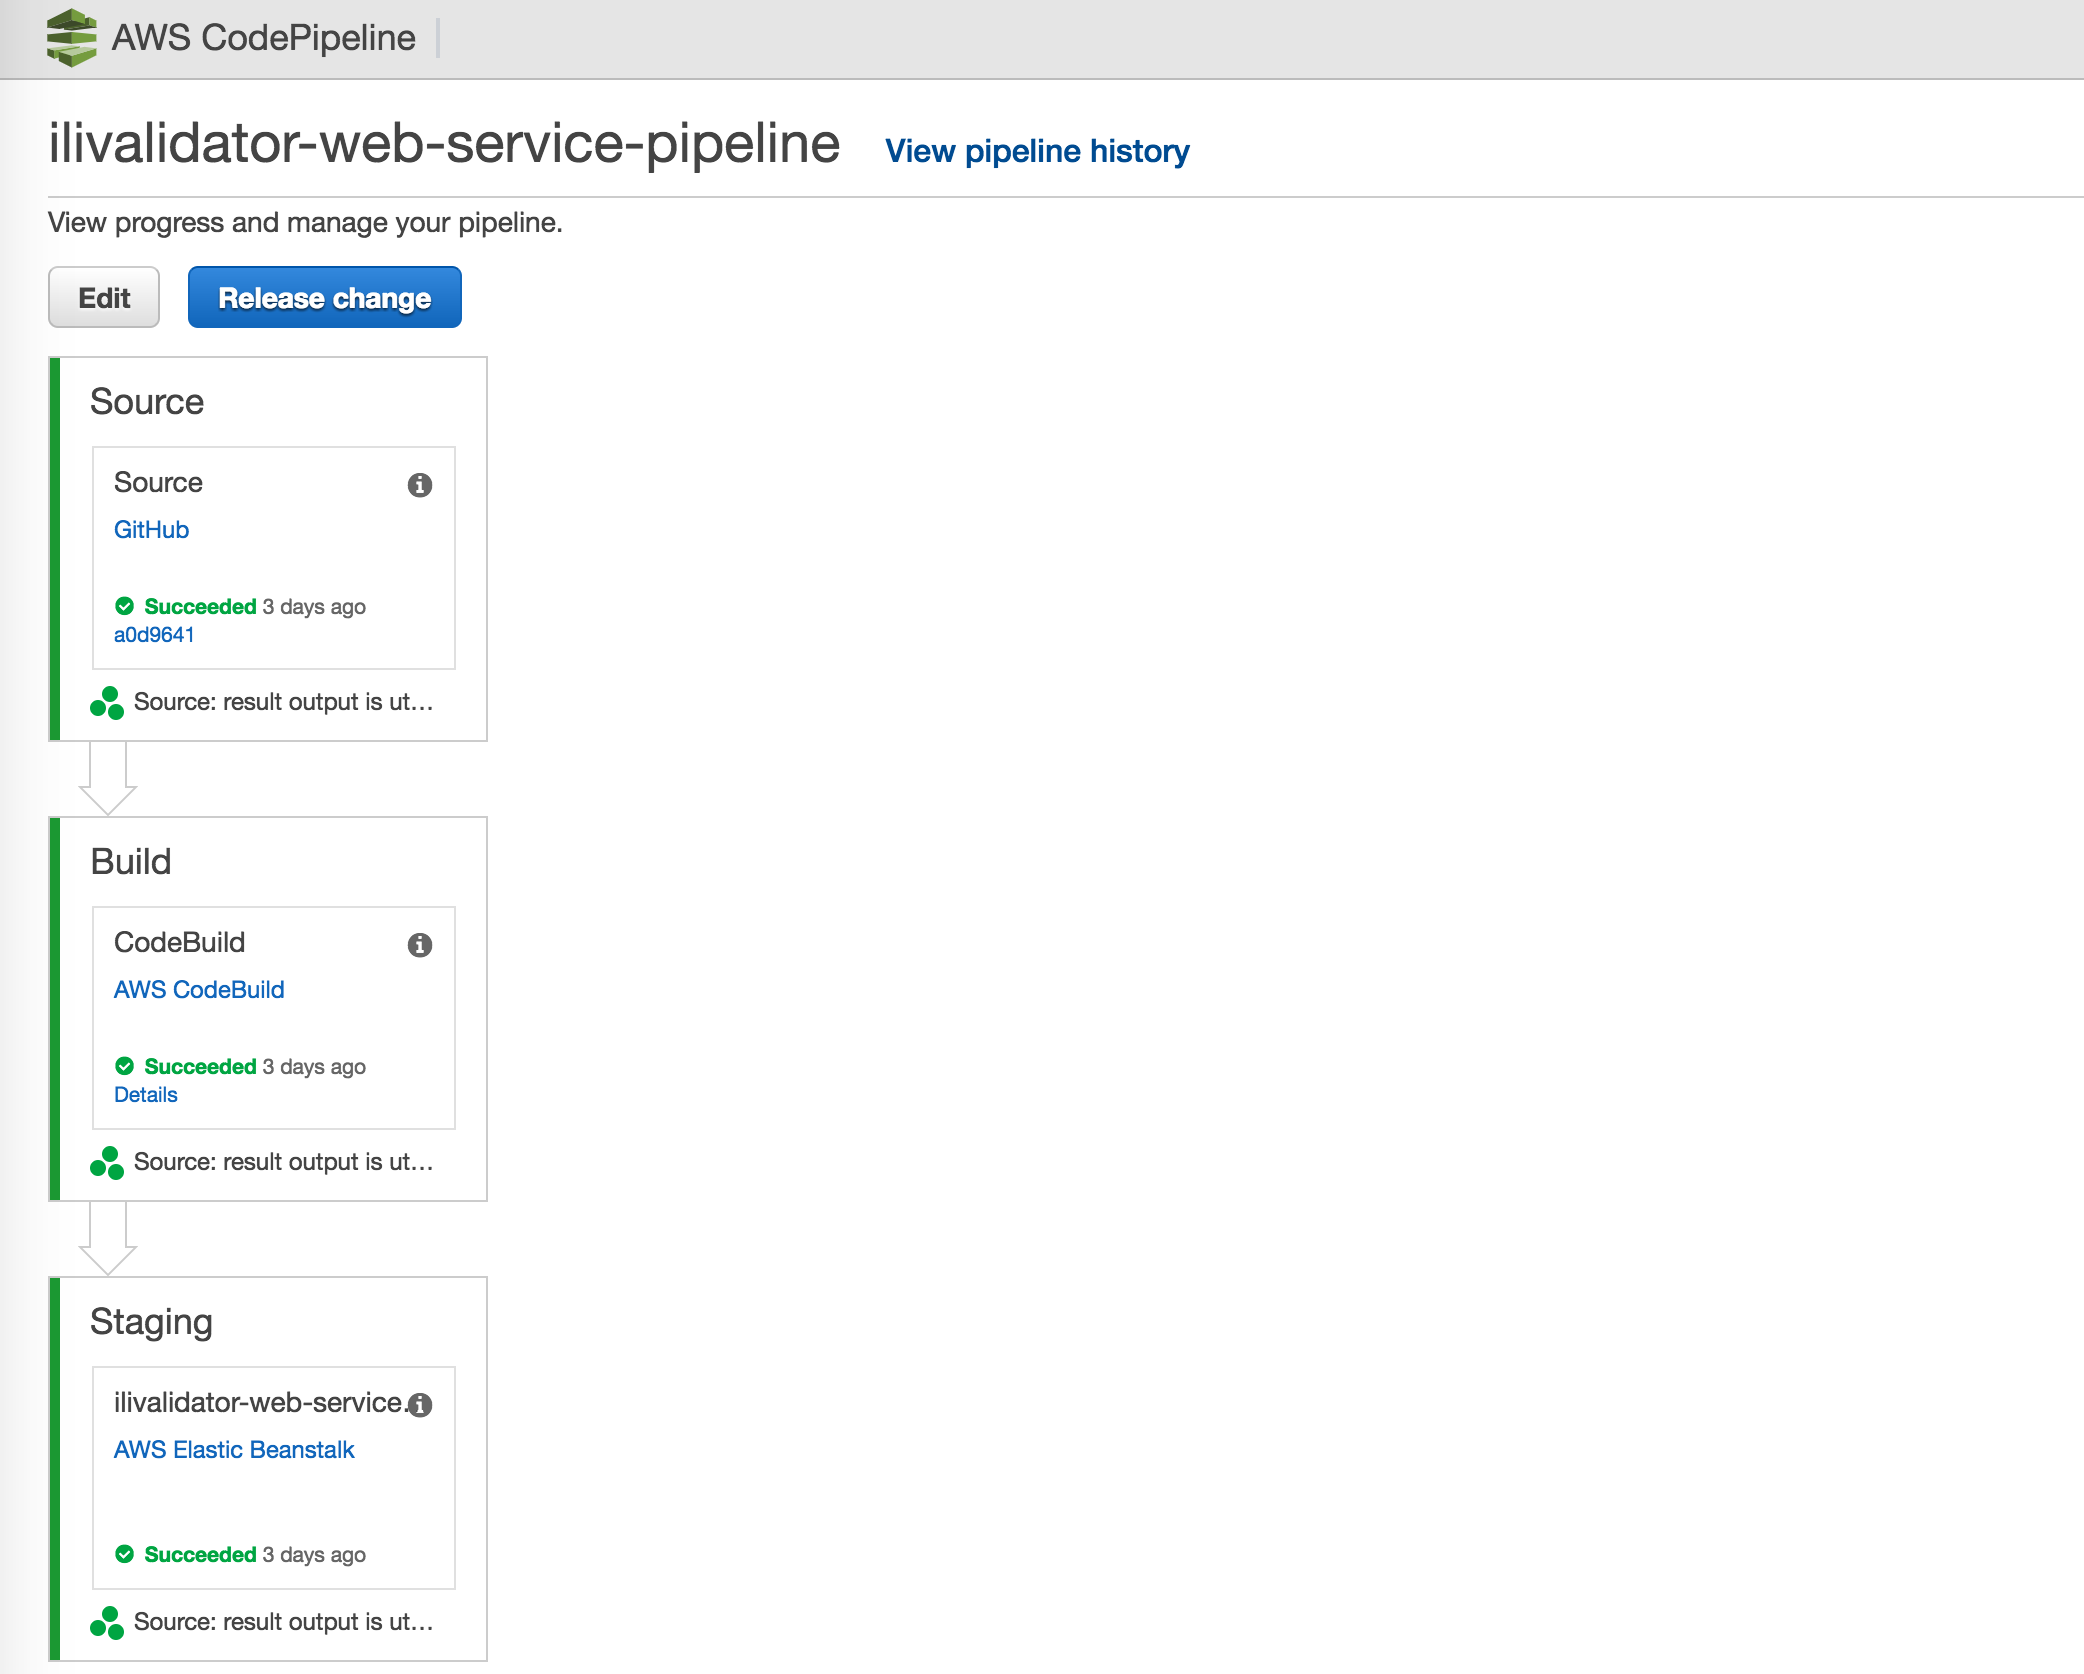 AWS CodePipeline
ilivalidator-web-service-pipeline View pipeline history
View progress and manage your pipeline.
Edit Release change
Source
Source
GitHub
Succeeded 3 days ago
a0d9641
Source: result output is ut...
Build
CodeBuild
AWS CodeBuild
Succeeded 3 days ago
Details
Source: result output is ut...
Staging
ilivalidator-web-service.
AWS Elastic Beanstalk
Succeeded 3 days ago
Source: result output is ut...